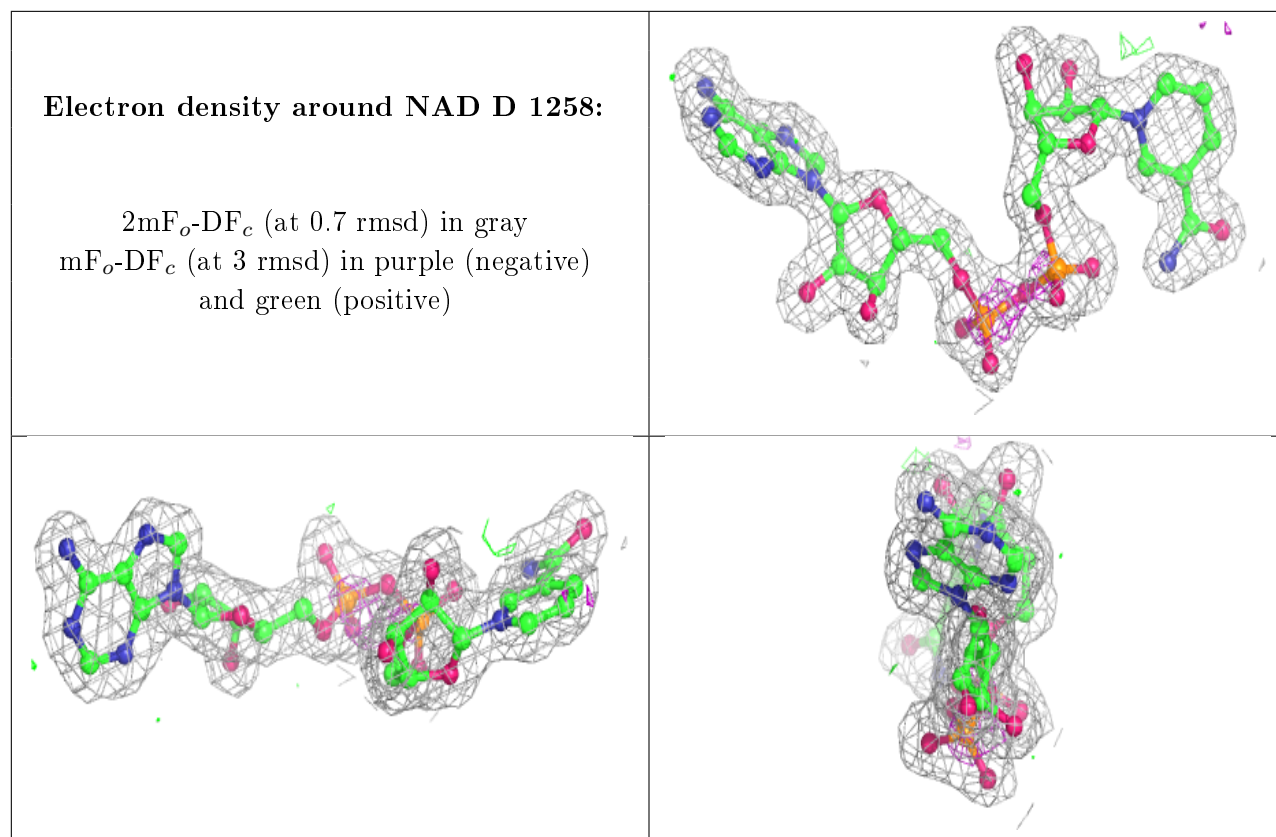 Electron density around NAD D 1258:
2mFₒ-DF𝒸 (at 0.7 rmsd) in gray
mFₒ-DF𝒸 (at 3 rmsd) in purple (negative)
and green (positive)